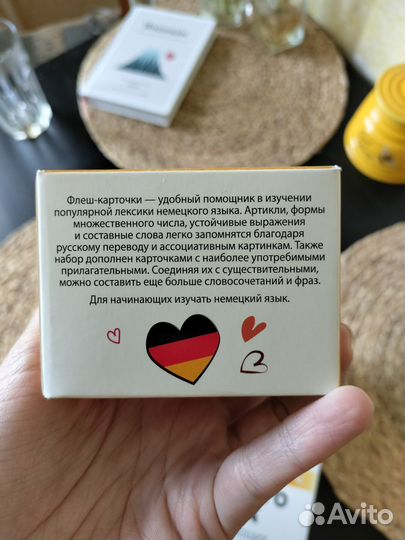 Флеш-карточки — удобный помощник в изучении
популярной лексики немецкого языка. Артикли, формы
множественного числа, устойчивые выражения
и составные слова легко запомнятся благодаря
русскому переводу и ассоциативным картинкам. Также
набор дополнен карточками с наиболее употребимыми
прилагательными. Соединяя их с существительными,
можно составить еще больше словосочетаний и фраз.
Для начинающих изучать немецкий язык.
Avito